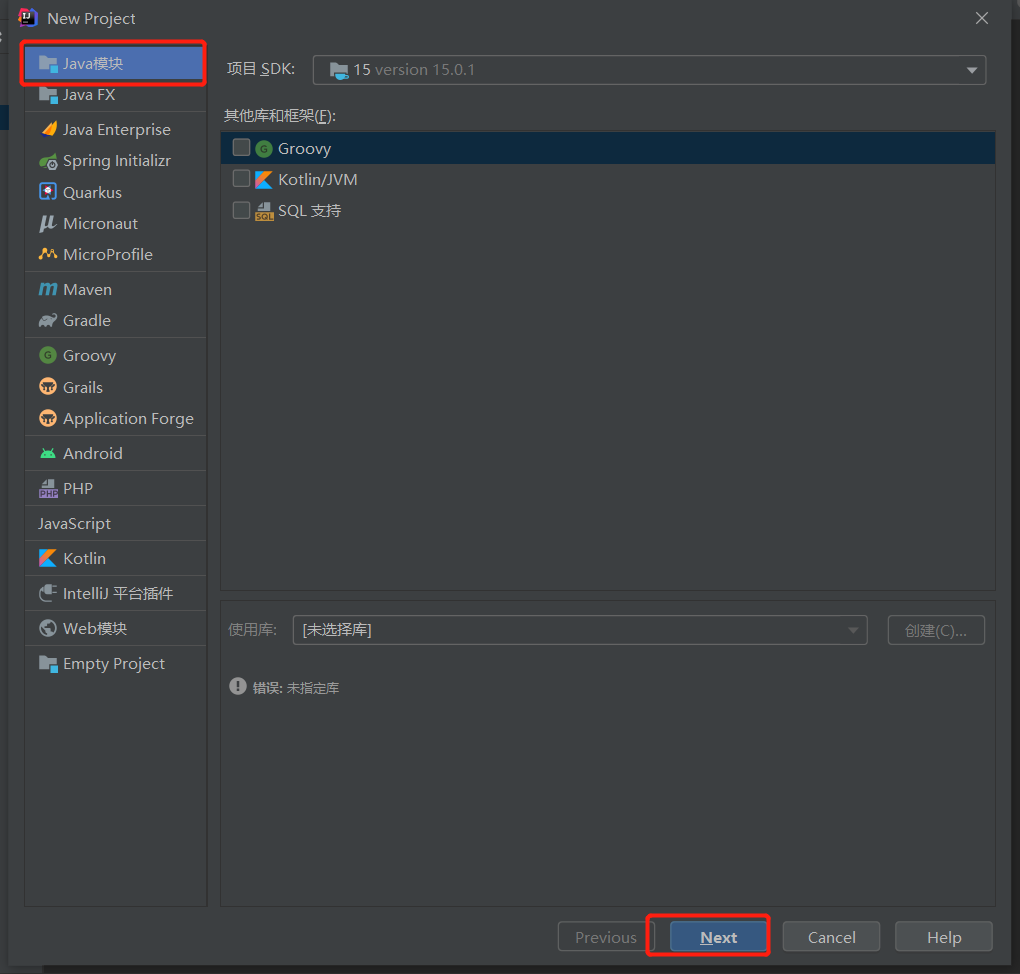 New Project
Java模块
Java FX
Java Enterprise
Spring Initializr
Quarkus
Micronaut
MicroProfile
Maven
Gradle
Groovy
Grails
Application Forge
Android
PHP
JavaScript
Kotlin
IntelliJ 平台插件
Web模块
Empty Project
项目 SDK:
15 version 15.0.1
其他库和框架(F):
Groovy
Kotlin/JVM
SQL 支持
使用库:
[未选择库]
创建(C)...
错误: 未指定库
Previous
Next
Cancel
Help